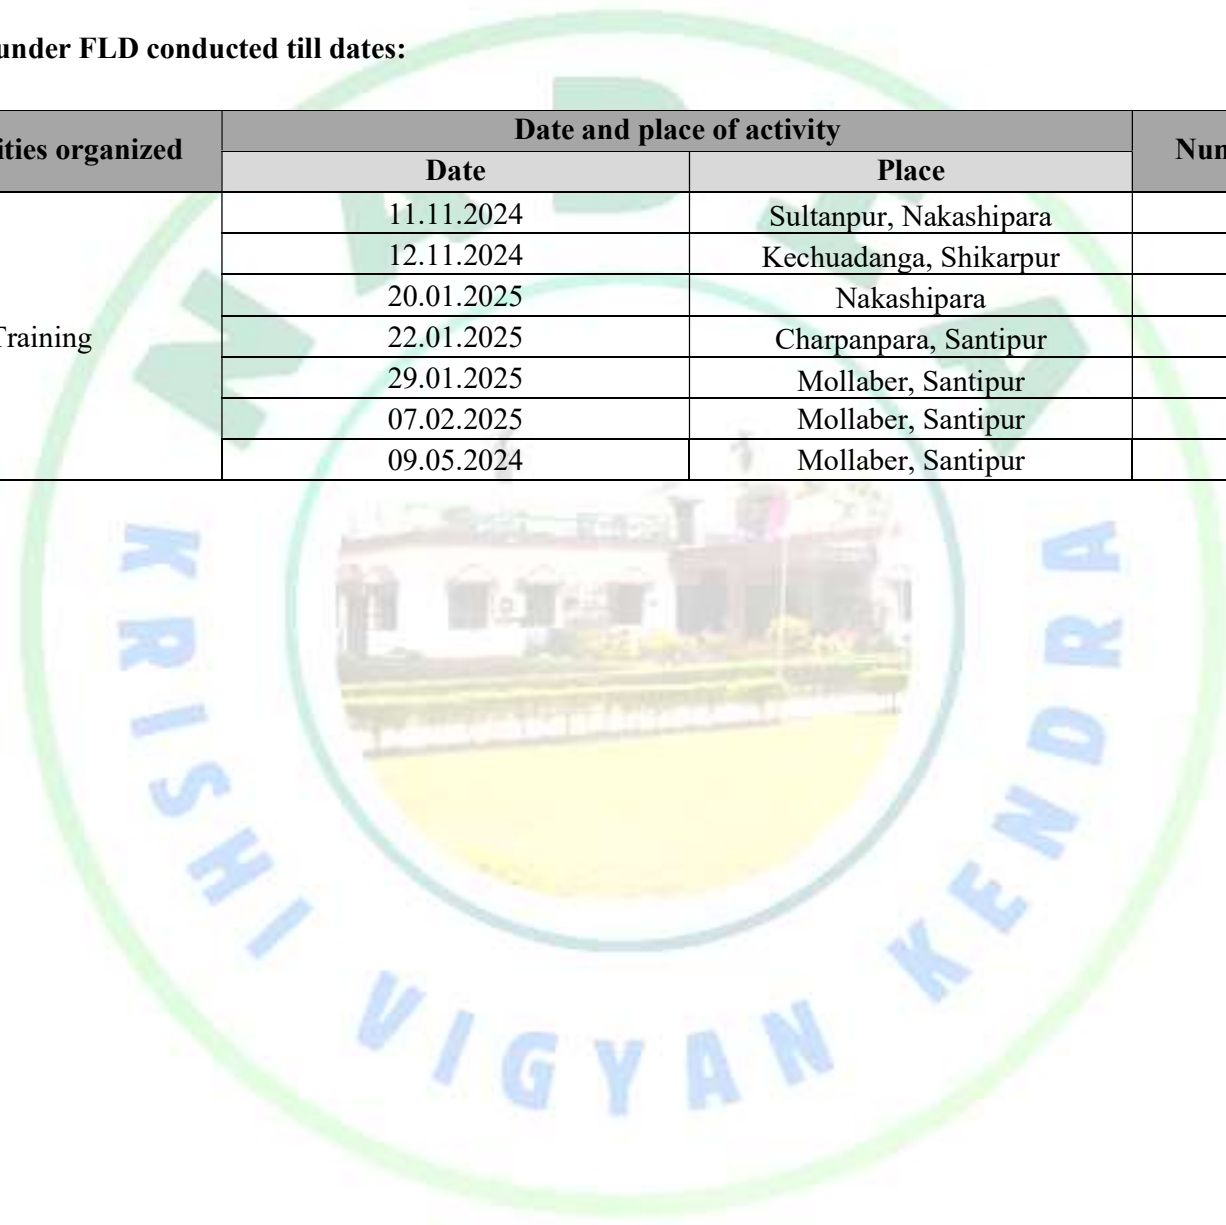 under FLD conducted till dates:
ities organized Date and place of activity Num
Date Place
11.11.2024 Sultanpur, Nakashipara
12.11.2024 Kechuadanga, Shikarpur
20.01.2025 Nakashipara
Training 22.01.2025 Charpanpara, Santipur
29.01.2025 Mollaber, Santipur
07.02.2025 Mollaber, Santipur
09.05.2024 Mollaber, Santipur
NADIA
KRISHI VIGYAN KENDRA